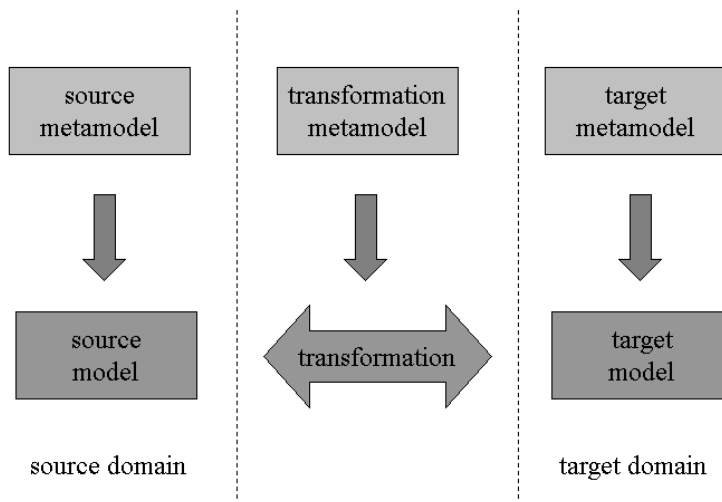 source
metamodel
transformation
metamodel
target
metamodel
source
model
transformation
target
model
source domain
target domain